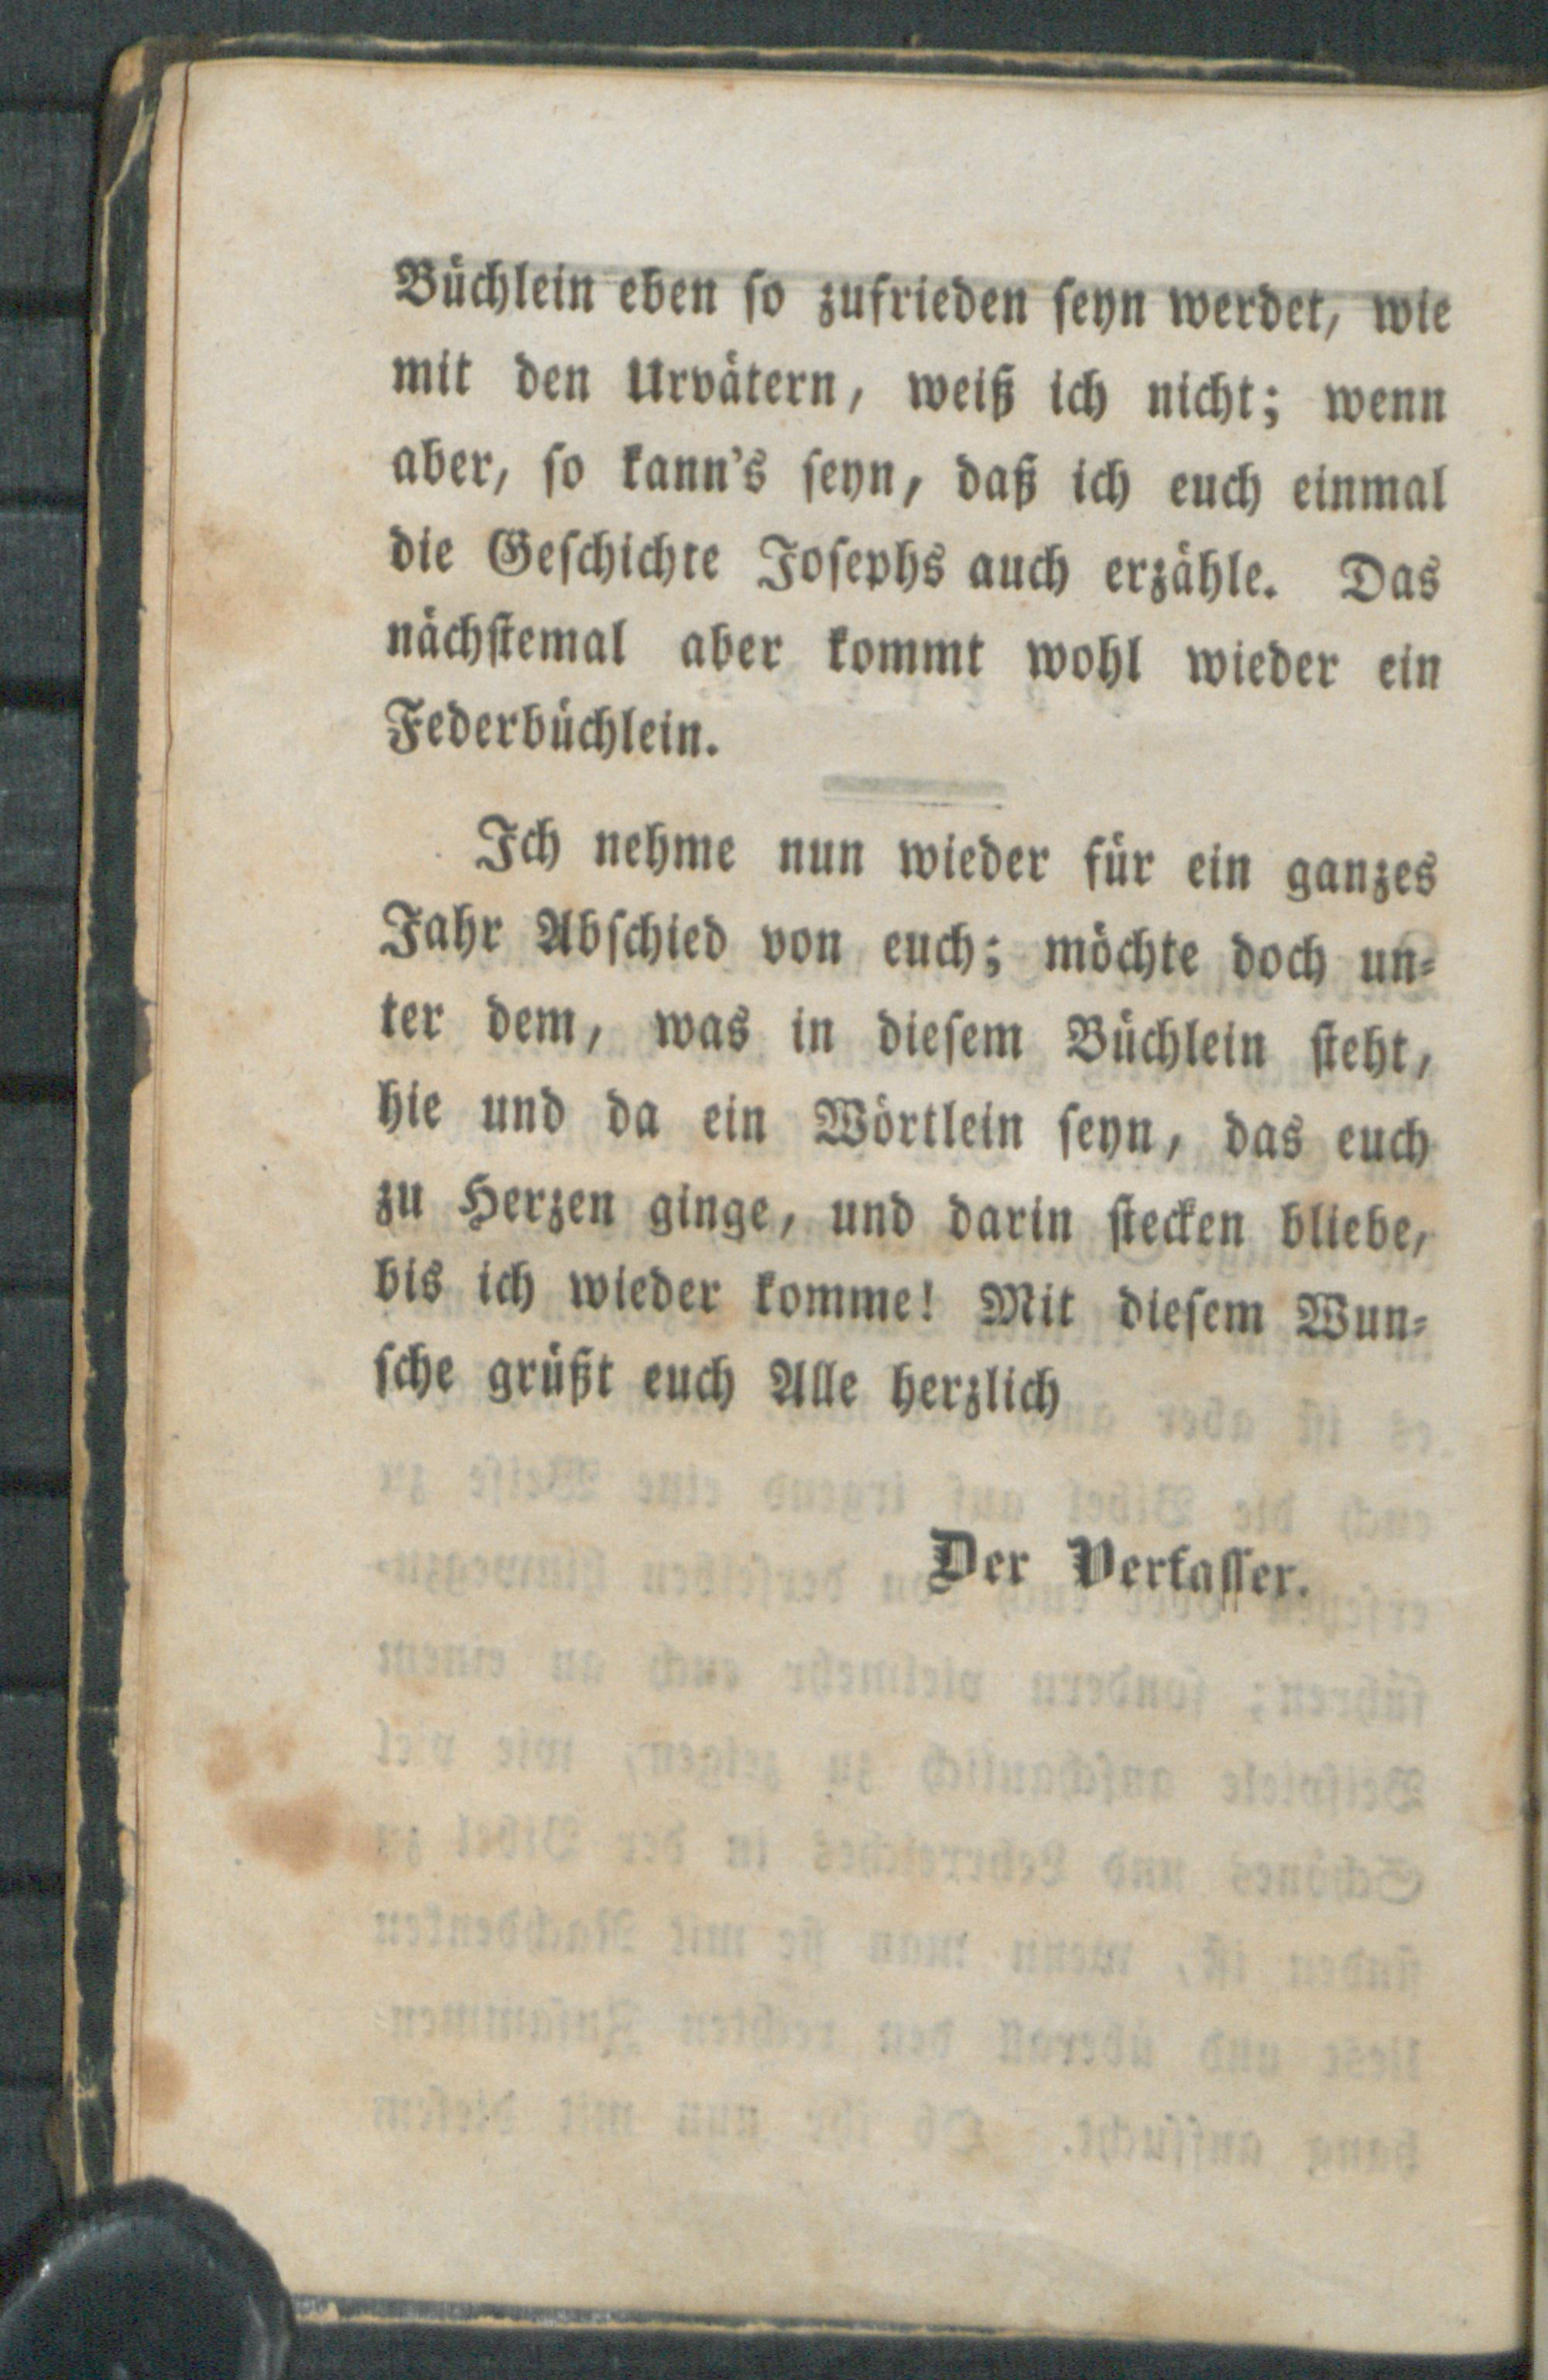 Büchlein eben so zufrieden seyn werdet, wie
mit den Urvätern, weiß ich nicht; wenn
aber, so kann's seyn, daß ich euch einmal
die Geschichte Josephs auch erzähle. Das
nächstemal aber kommt wohl wieder ein
Federbüchlein.
Ich nehme nun wieder für ein ganzes
Jahr Abschied von euch; möchte doch un-
ter dem, was in diesem Büchlein steht,
hie und da ein Wörtlein seyn, das euch
zu Herzen ginge, und darin stecken bliebe,
bis ich wieder komme! Mit diesem Wun-
sche grüßt euch Alle herzlich
Der Verfasser.